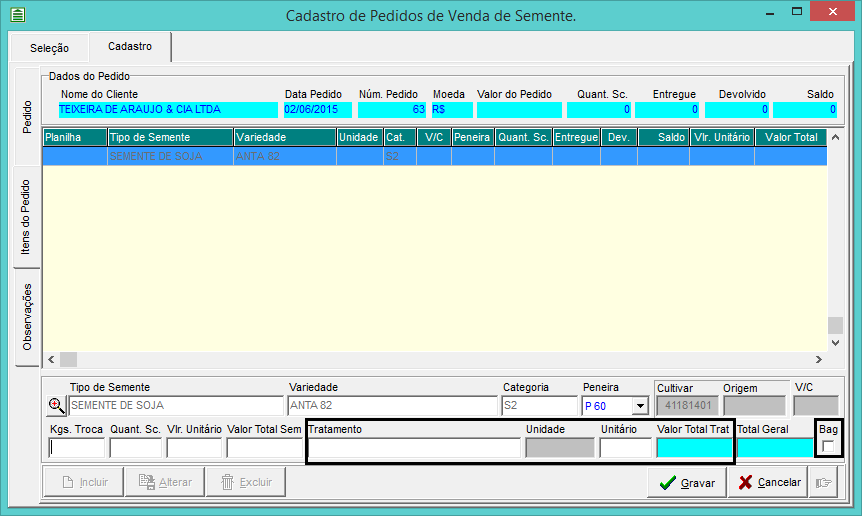 Cadastro de Pedidos de Venda de Semente.
Seleção Cadastro
Pedido
Itens do Pedido
Observações
Dados do Pedido
Nome do Cliente Data Pedido Núm. Pedido Moeda Valor do Pedido Quant. Sc. Entregue Devolvido Saldo
TEIXEIRA DE ARAUJO & CIA LTDA 02/06/2015 63 R$ 0 0 0 0
Planilha Tipo de Semente Variedade Unidade Cat. V/C Peneira Quant. Sc. Entregue Dev. Saldo Vlr. Unitário Valor Total
SEMENTE DE SOJA ANTA 82 S2
Tipo de Semente Variedade Categoria Peneira Cultivar Origem V/C
SEMENTE DE SOJA ANTA 82 S2 P 60 41181401
Kgs. Troca Quant. Sc. Vlr. Unitário Valor Total Sem Tratamento Unidade Unitário Valor Total Trat Total Geral Bag
Incluir Alterar Excluir Gravar Cancelar